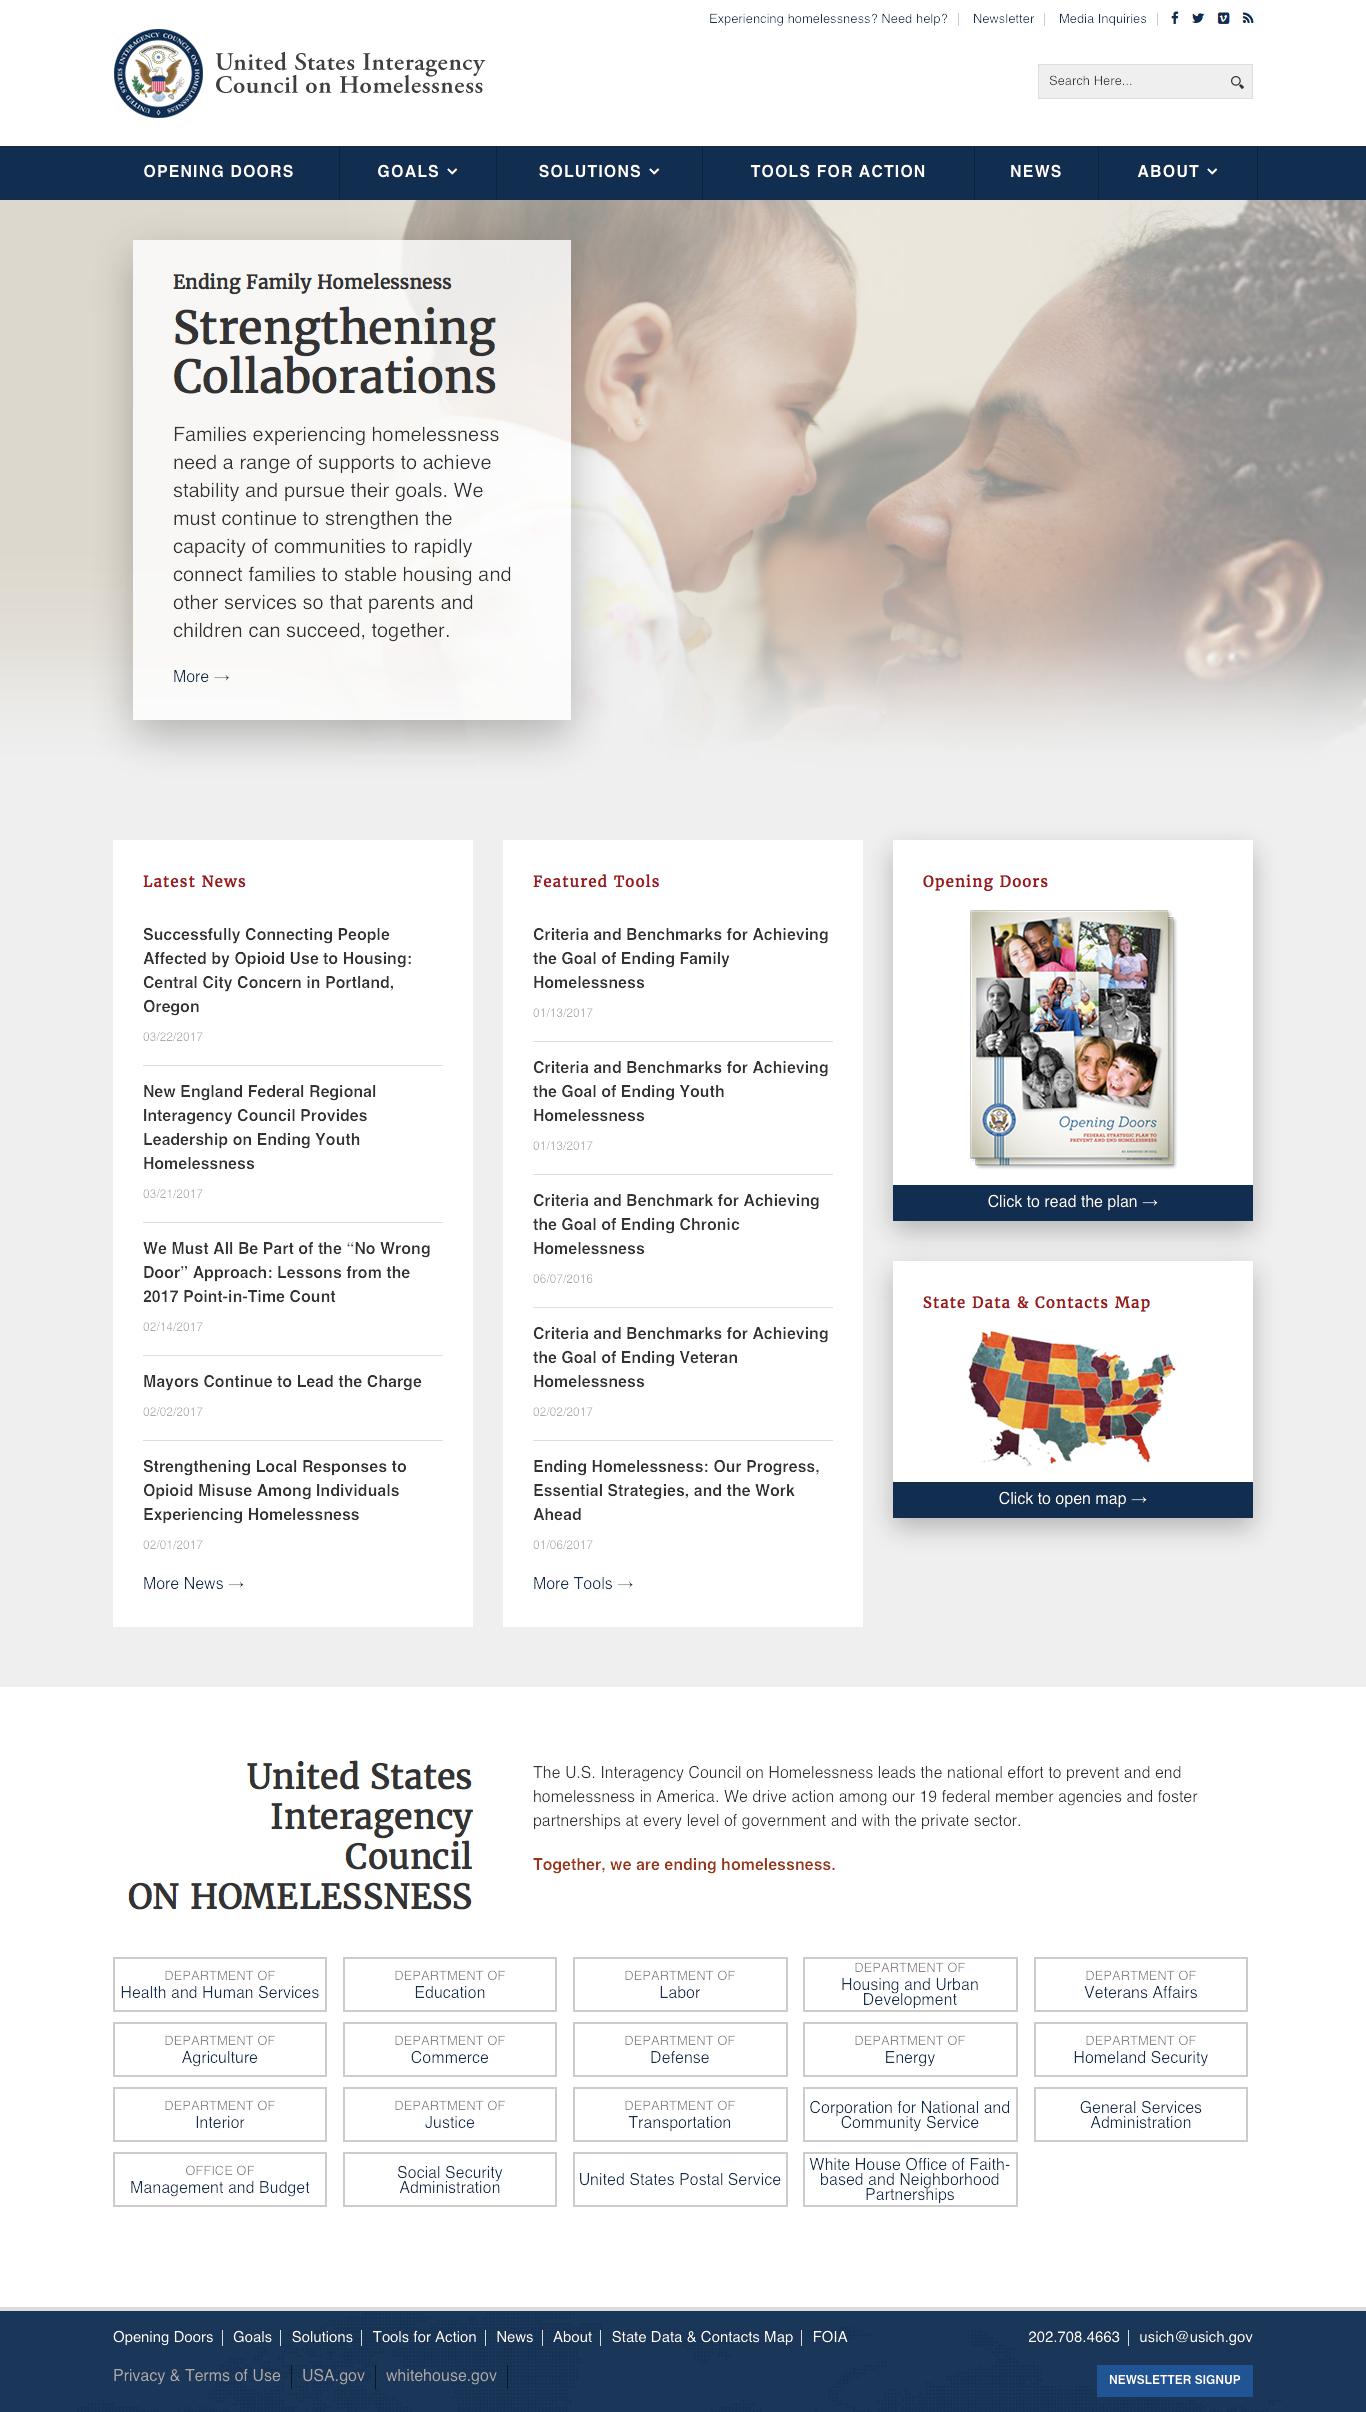 Experiencing homelessness? Need help?
Newsletter
Media Inquiries
United States Interagency
Council on Homelessness
Search Here...
OPENING DOORS
GOALS
SOLUTIONS
TOOLS FOR ACTION
NEWS
ABOUT
Ending Family Homelessness
Strengthening
Collaborations
Families experiencing homelessness
need a range of supports to achieve
stability and pursue their goals. We
must continue to strengthen the
capacity of communities to rapidly
connect families to stable housing and
other services so that parents and
children can succeed, together.
More →
Latest News
Successfully Connecting People
Affected by Opioid Use to Housing:
Central City Concern in Portland,
Oregon
03/22/2017
New England Federal Regional
Interagency Council Provides
Leadership on Ending Youth
Homelessness
03/21/2017
We Must All Be Part of the “No Wrong
Door” Approach: Lessons from the
2017 Point-in-Time Count
02/14/2017
Mayors Continue to Lead the Charge
02/02/2017
Strengthening Local Responses to
Opioid Misuse Among Individuals
Experiencing Homelessness
02/01/2017
More News →
Featured Tools
Criteria and Benchmarks for Achieving
the Goal of Ending Family
Homelessness
01/13/2017
Criteria and Benchmarks for Achieving
the Goal of Ending Youth
Homelessness
01/13/2017
Criteria and Benchmark for Achieving
the Goal of Ending Chronic
Homelessness
06/07/2016
Criteria and Benchmarks for Achieving
the Goal of Ending Veteran
Homelessness
02/02/2017
Ending Homelessness: Our Progress,
Essential Strategies, and the Work
Ahead
01/06/2017
More Tools →
Opening Doors
Opening Doors
FEDERAL STRATEGIC PLAN TO
PREVENT AND END HOMELESSNESS
Click to read the plan →
State Data & Contacts Map
Click to open map →
United States
Interagency
Council
ON HOMELESSNESS
The U.S. Interagency Council on Homelessness leads the national effort to prevent and end
homelessness in America. We drive action among our 19 federal member agencies and foster
partnerships at every level of government and with the private sector.
Together, we are ending homelessness.
DEPARTMENT OF
Health and Human Services
DEPARTMENT OF
Education
DEPARTMENT OF
Labor
DEPARTMENT OF
Housing and Urban
Development
DEPARTMENT OF
Veterans Affairs
DEPARTMENT OF
Agriculture
DEPARTMENT OF
Commerce
DEPARTMENT OF
Defense
DEPARTMENT OF
Energy
DEPARTMENT OF
Homeland Security
DEPARTMENT OF
Interior
DEPARTMENT OF
Justice
DEPARTMENT OF
Transportation
Corporation for National and
Community Service
General Services
Administration
OFFICE OF
Management and Budget
Social Security
Administration
United States Postal Service
White House Office of Faith-
based and Neighborhood
Partnerships
Opening Doors
Goals
Solutions
Tools for Action
News
About
State Data & Contacts Map
FOIA
202.708.4663
usich@usich.gov
Privacy & Terms of Use
USA.gov
whitehouse.gov
NEWSLETTER SIGNUP